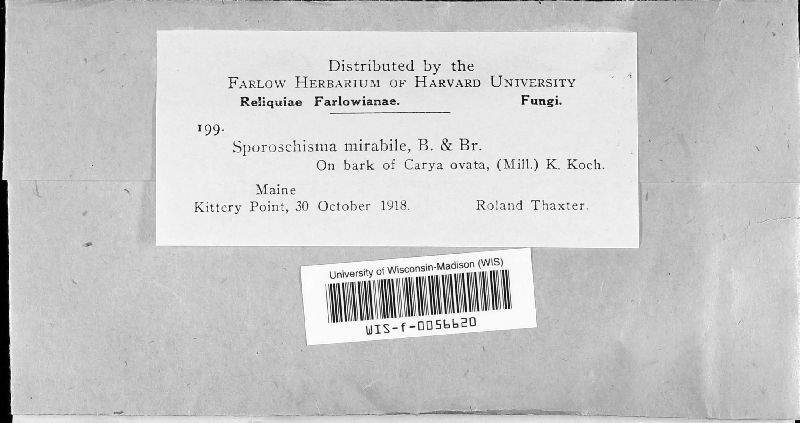 Distributed by the
FARLOW HERBARIUM OF HARVARD UNIVERSITY
Reliquiae Farlowianae. Fungi.
199.
Sporoschisma mirabile, B. & Br.
On bark of Carya ovata, (Mill.) K. Koch.
Maine
Kittery Point, 30 October 1918. Roland Thaxter.
University of Wisconsin-Madison (WIS)
WIS-f-0056620